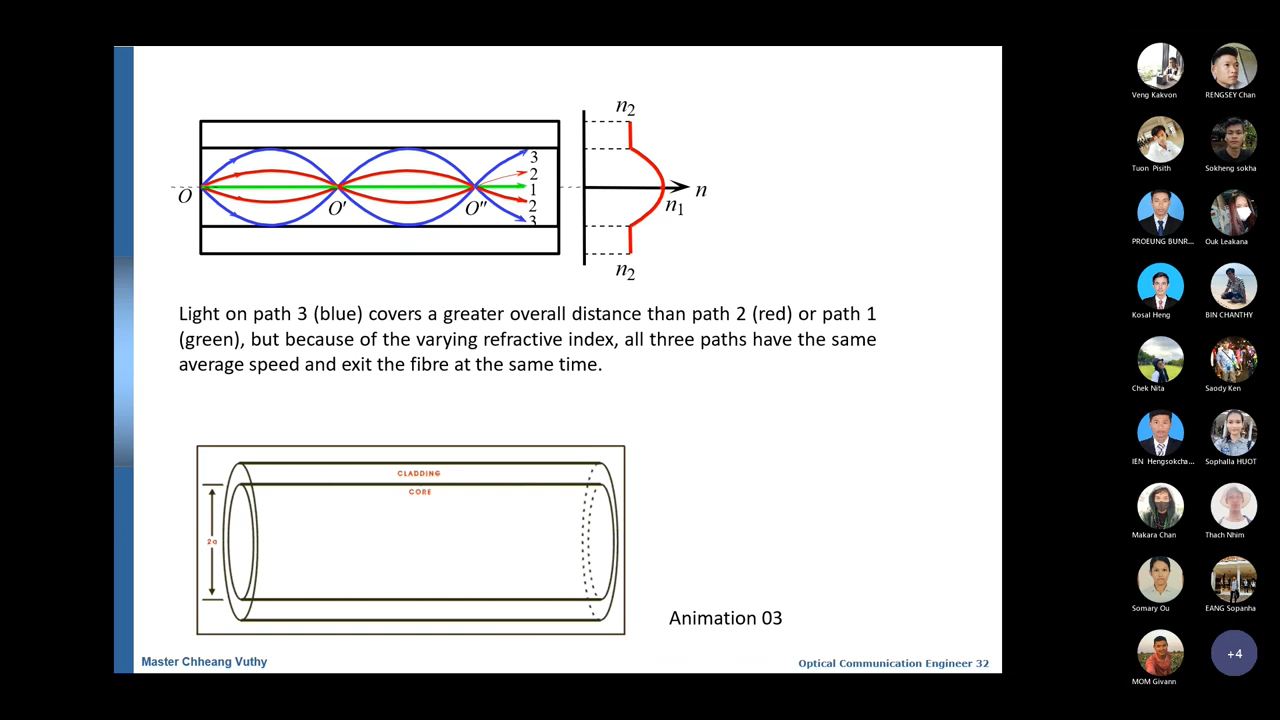 n2
3
2
1
2
3
O
O'
O"
n
n1
n2
Light on path 3 (blue) covers a greater overall distance than path 2 (red) or path 1
(green), but because of the varying refractive index, all three paths have the same
average speed and exit the fibre at the same time.
CLADDING
CORE
2a
Animation 03
Master Chheang Vuthy
Optical Communication Engineer 32
Veng Kakvon
RENGSEY Chan
Tuon Pisith
Sokheng sokha
PROEUNG BUNR...
Ouk Leakana
Kosal Heng
BIN CHANTHY
Chek Nita
Saody Ken
IEN Hengsokcha...
Sophalla HUOT
Makara Chan
Thach Nhim
Somary Ou
EANG Sopanha
MOM Givann
+4